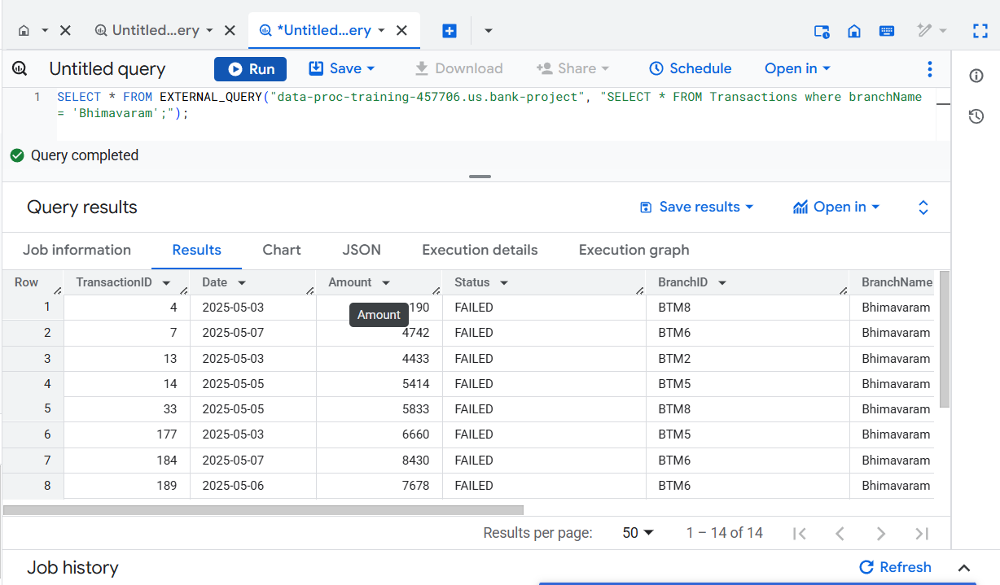 Untitled...ery *Untitled...ery
Untitled query Run Save Download Share Schedule Open in
1 SELECT * FROM EXTERNAL_QUERY("data-proc-training-457706.us.bank-project", "SELECT * FROM Transactions where branchName
= 'Bhimavaram';");
Query completed
Query results Save results Open in
Job information Results Chart JSON Execution details Execution graph
Row TransactionID Date Amount Status BranchID BranchName
1 4 2025-05-03 190 FAILED BTM8 Bhimavaram
Amount
2 7 2025-05-07 4742 FAILED BTM6 Bhimavaram
3 13 2025-05-03 4433 FAILED BTM2 Bhimavaram
4 14 2025-05-05 5414 FAILED BTM5 Bhimavaram
5 33 2025-05-05 5833 FAILED BTM8 Bhimavaram
6 177 2025-05-03 6660 FAILED BTM5 Bhimavaram
7 184 2025-05-07 8430 FAILED BTM6 Bhimavaram
8 189 2025-05-06 7678 FAILED BTM6 Bhimavaram
Results per page: 50 1 – 14 of 14
Job history Refresh